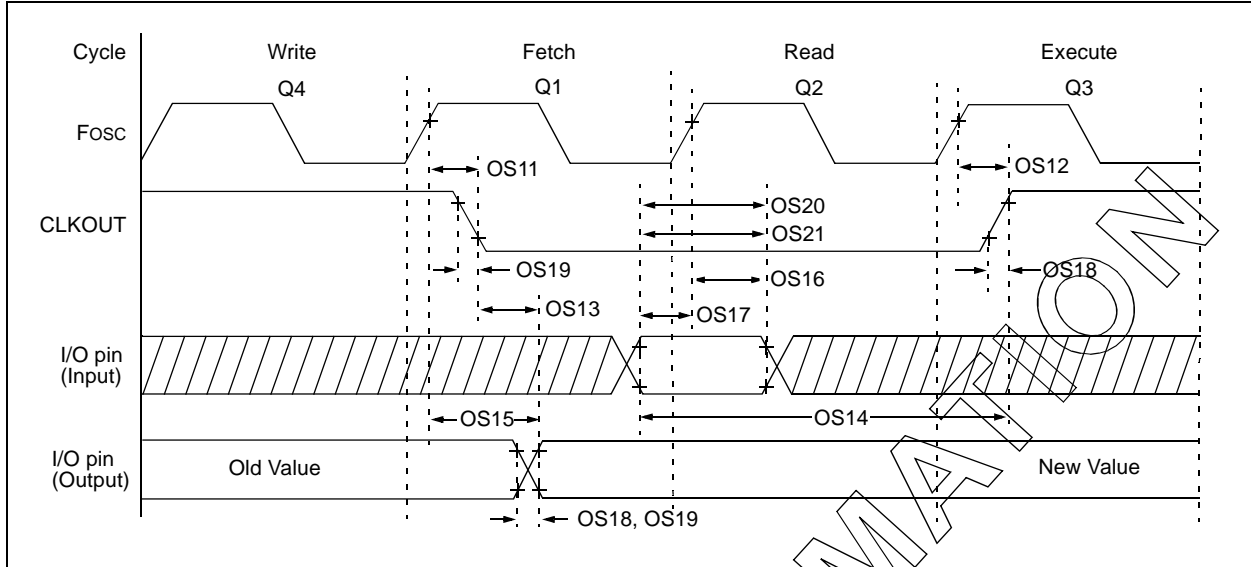 Cycle Write Fetch Read Execute
Q4 Q1 Q2 Q3
FOSC
OS11 OS12
CLKOUT
OS20
OS21
OS19 OS18
OS16
OS13 OS17
I/O pin
(Input)
OS15 OS14
I/O pin
(Output)
Old Value New Value
OS18, OS19
MATION